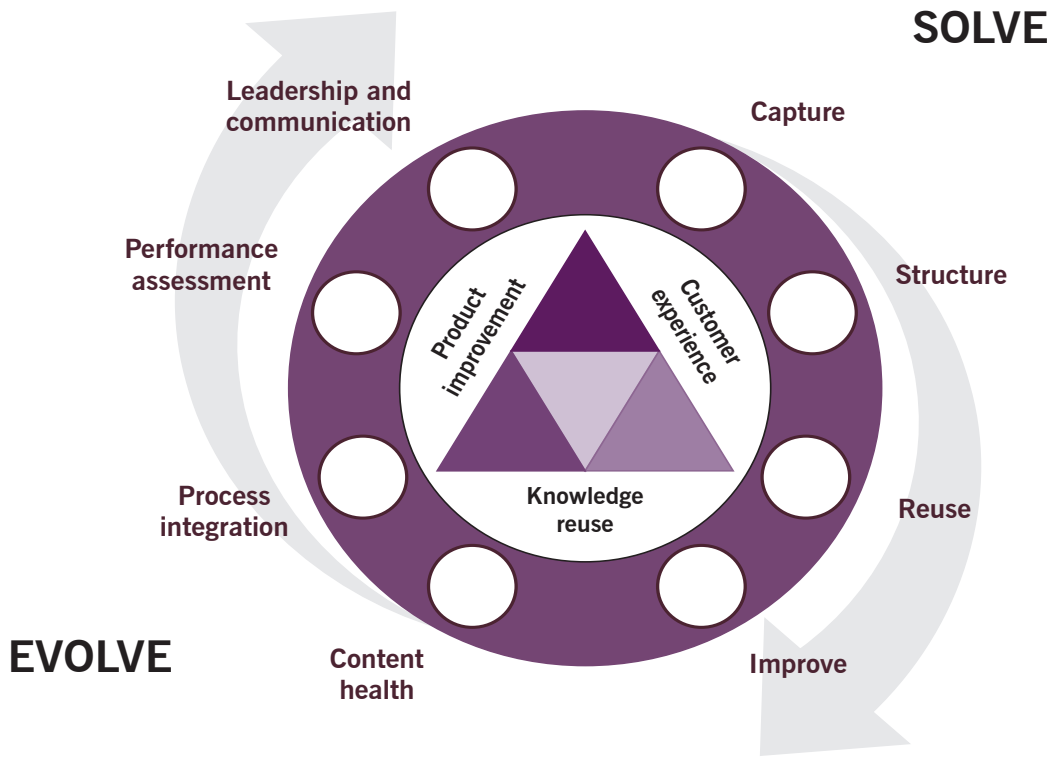 SOLVE
Capture
Structure
Reuse
Improve
EVOLVE
Content
health
Process
integration
Performance
assessment
Leadership and
communication
Product
improvement
Customer
experience
Knowledge
reuse